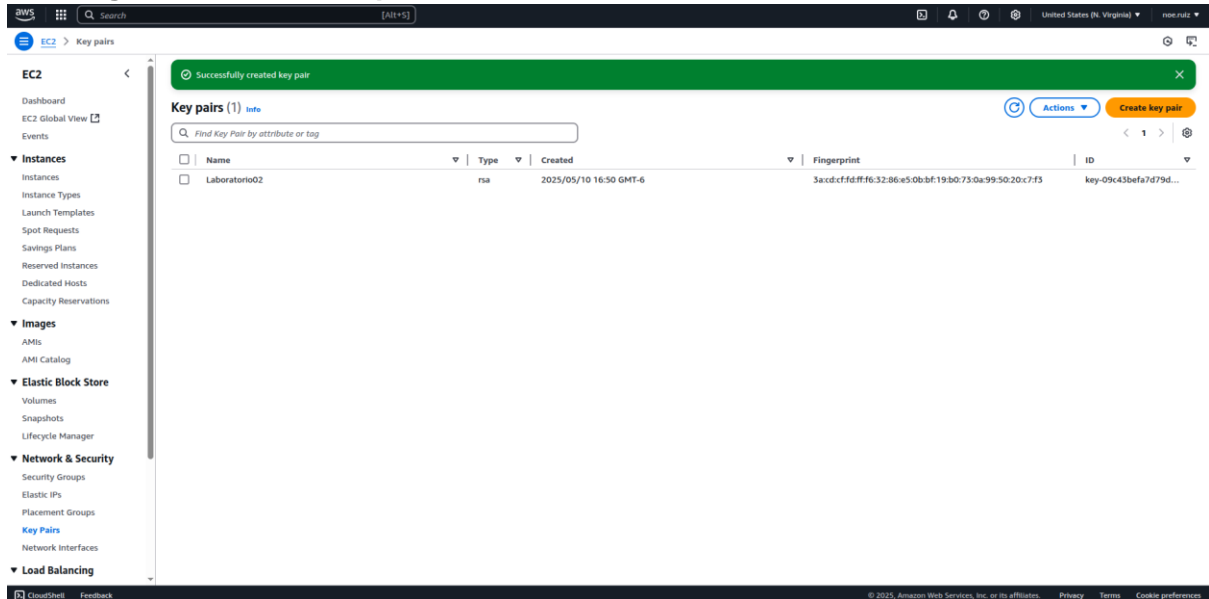 aws Search [Alt+S] United States (N. Virginia) ▼ noe.ruiz ▼
EC2 > Key pairs
EC2
Dashboard
EC2 Global View
Events
▼ Instances
Instances
Instance Types
Launch Templates
Spot Requests
Savings Plans
Reserved Instances
Dedicated Hosts
Capacity Reservations
▼ Images
AMIs
AMI Catalog
▼ Elastic Block Store
Volumes
Snapshots
Lifecycle Manager
▼ Network & Security
Security Groups
Elastic IPs
Placement Groups
Key Pairs
Network Interfaces
▼ Load Balancing
Successfully created key pair
Key pairs (1) Info Actions ▼ Create key pair
Find Key Pair by attribute or tag < 1 >
Name Type Created Fingerprint ID
Laboratorio02 rsa 2025/05/10 16:50 GMT-6 3a:cd:cf:fd:ff:f6:32:86:e5:0b:bf:19:b0:73:0a:99:50:20:c7:f3 key-09c43befa7d79d...
CloudShell Feedback © 2025, Amazon Web Services, Inc. or its affiliates. Privacy Terms Cookie preferences